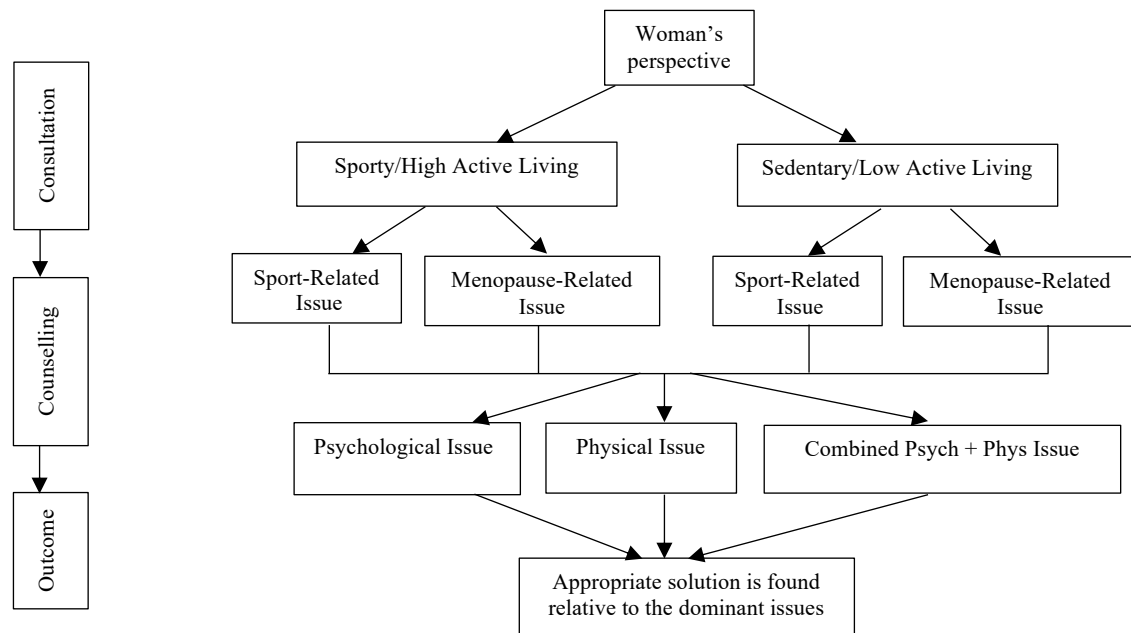 Woman’s
perspective
Consultation
Sporty/High Active Living
Sedentary/Low Active Living
Sport-Related
Issue
Menopause-Related
Issue
Sport-Related
Issue
Menopause-Related
Issue
Counselling
Psychological Issue
Physical Issue
Combined Psych + Phys Issue
Outcome
Appropriate solution is found
relative to the dominant issues